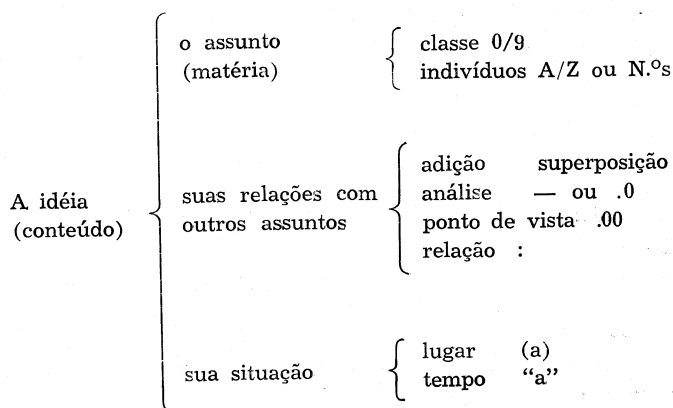 o assunto
(matéria)
classe 0/9
indivíduos A/Z ou N.ºs
A idéia
(conteúdo)
suas relações com
outros assuntos
adição superposição
análise — ou .0
ponto de vista .00
relação :
sua situação
lugar (a)
tempo “a”